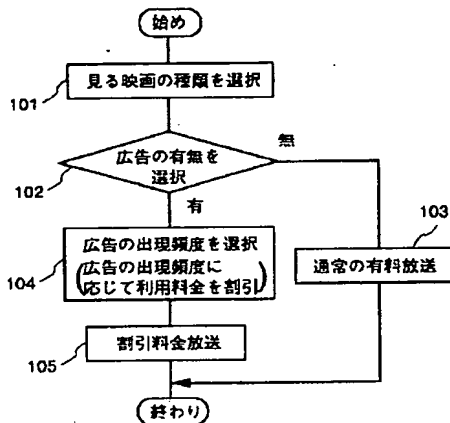 始め
見る映画の種類を選択
101
広告の有無を
選択
無
102
有
103
広告の出現頻度を選択
(広告の出現頻度に
応じて利用料金を割引)
104
通常の有料放送
割引料金放送
105
終わり